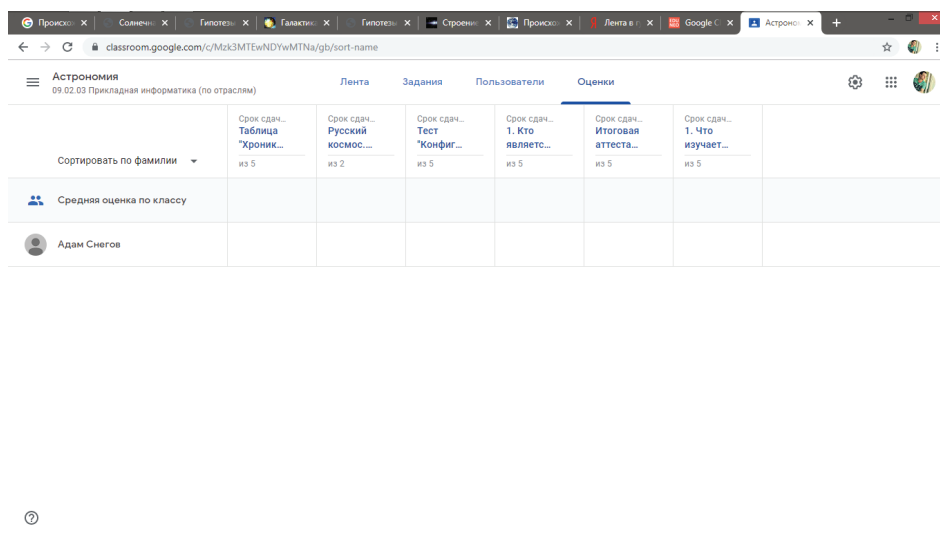 Происхо
Солнечн
Гипотезы
Галактик
Гипотезы
Строение
Происхо
Лента в г
Google Cl
Астроном
classroom.google.com/c/Mzk3MTEwNDYwMTNa/gb/sort-name
Астрономия
09.02.03 Прикладная информатика (по отраслям)
Лента
Задания
Пользователи
Оценки
Сортировать по фамилии
Срок сдач...
Таблица
"Хроник...
из 5
Срок сдач...
Русский
космос....
из 2
Срок сдач...
Тест
"Конфиг...
из 5
Срок сдач...
1. Кто
являетс...
из 5
Срок сдач...
Итоговая
аттеста...
из 5
Срок сдач...
1. Что
изучает...
из 5
Средняя оценка по классу
Адам Снегов